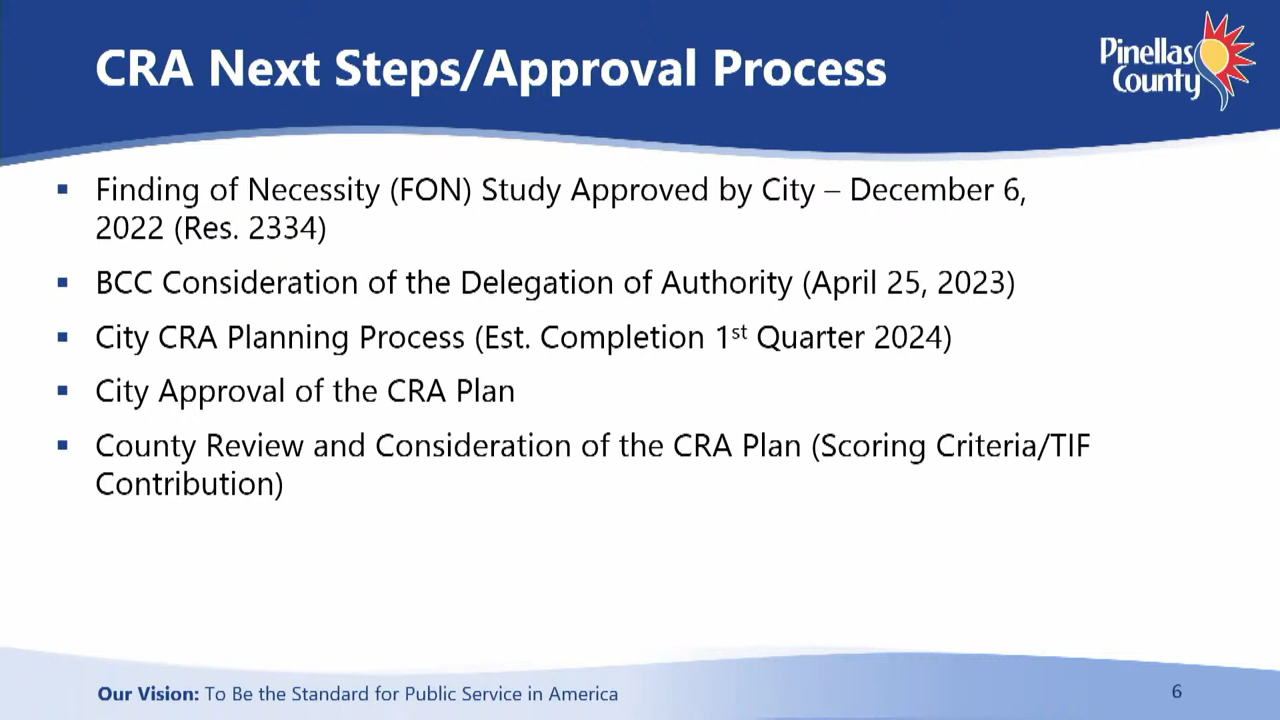 CRA Next Steps/Approval Process
Pinellas
County
▪ Finding of Necessity (FON) Study Approved by City – December 6,
2022 (Res. 2334)
▪ BCC Consideration of the Delegation of Authority (April 25, 2023)
▪ City CRA Planning Process (Est. Completion 1st Quarter 2024)
▪ City Approval of the CRA Plan
▪ County Review and Consideration of the CRA Plan (Scoring Criteria/TIF
Contribution)
Our Vision: To Be the Standard for Public Service in America
6